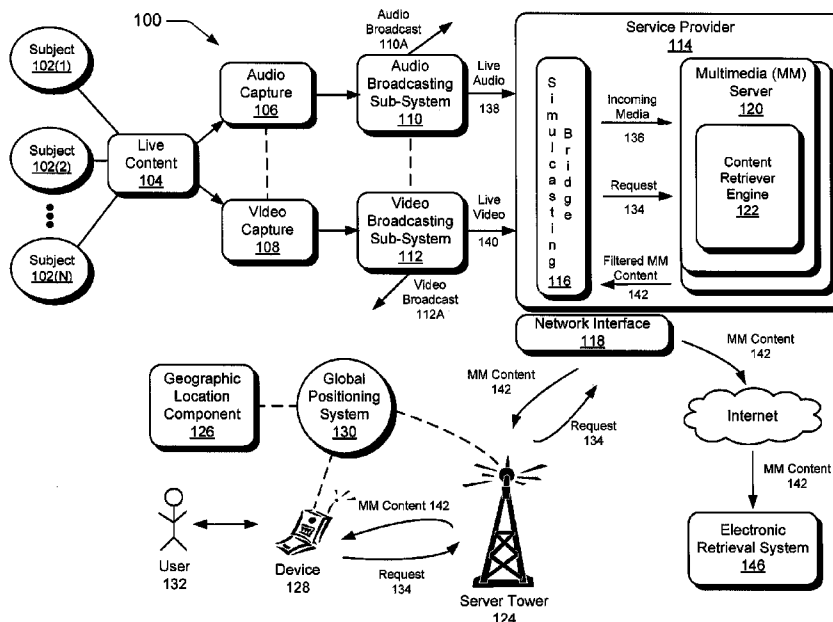 100
Subject
102(1)
Subject
102(2)
Subject
102(N)
Live
Content
104
Audio
Capture
106
Video
Capture
108
Audio
Broadcast
110A
Audio
Broadcasting
Sub-System
110
Video
Broadcasting
Sub-System
112
Video
Broadcast
112A
Live
Audio
138
Live
Video
140
Service Provider
114
Simulcasting
Bridge
116
Incoming
Media
136
Request
134
Filtered MM
Content
142
Multimedia (MM)
Server
120
Content
Retriever
Engine
122
Network Interface
118
MM Content
142
Request
134
MM Content
142
Internet
MM Content
142
Electronic
Retrieval System
146
Geographic
Location
Component
126
Global
Positioning
System
130
User
132
Device
128
MM Content 142
Request
134
Server Tower
124